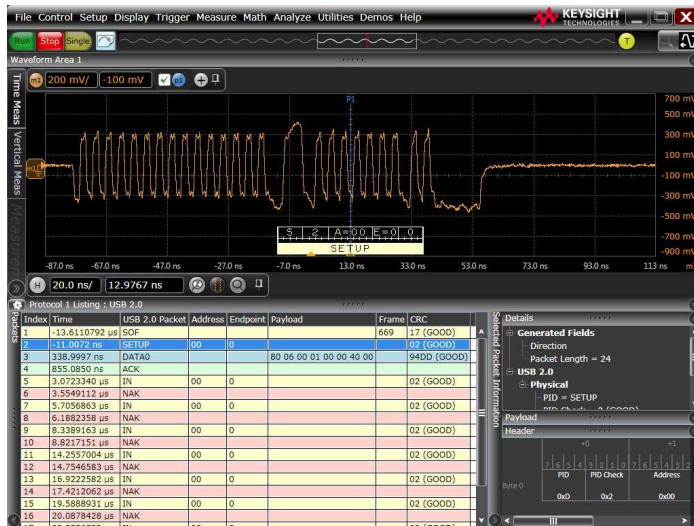 File Control Setup Display Trigger Measure Math Analyze Utilities Demos Help
KEYSIGHT
TECHNOLOGIES
Run Stop Single
T
Waveform Area 1
Time Meas
Vertical Meas
m1 200 mV/ -100 mV p1
P1
700 mV
500 mV
300 mV
100 mV
-100 mV
-300 mV
-500 mV
-700 mV
-900 mV
S 2 A=00 E=0 0
SETUP
-87.0 ns -67.0 ns -47.0 ns -27.0 ns -7.0 ns 13.0 ns 33.0 ns 53.0 ns 73.0 ns 93.0 ns 113 ns
H 20.0 ns/ 12.9767 ns
Protocol 1 Listing : USB 2.0
Packets
Index Time USB 2.0 Packet Address Endpoint Payload Frame CRC
1 -13.6110792 µs SOF 669 17 (GOOD)
2 -11.0072 ns SETUP 00 0 02 (GOOD)
3 338.9997 ns DATA0 80 06 00 01 00 00 40 00 94DD (GOOD)
4 855.0850 ns ACK
5 3.0723340 µs IN 00 0 02 (GOOD)
6 3.5549112 µs NAK
7 5.7056863 µs IN 00 0 02 (GOOD)
8 6.1882358 µs NAK
9 8.3389163 µs IN 00 0 02 (GOOD)
10 8.8217151 µs NAK
11 14.2557004 µs IN 00 0 02 (GOOD)
12 14.7546583 µs NAK
13 16.9222582 µs IN 00 0 02 (GOOD)
14 17.4212062 µs NAK
15 19.5888931 µs IN 00 0 02 (GOOD)
16 20.0878428 µs NAK
Selected Packet Information
Details
Generated Fields
Direction
Packet Length = 24
USB 2.0
Physical
PID = SETUP
PID Check = 2 (GOOD)
Payload
Header
+0 +1
7 6 5 4 3 2 1 0 7 6 5 4 3 2
PID PID Check Address
Byte 0
0xD 0x2 0x00